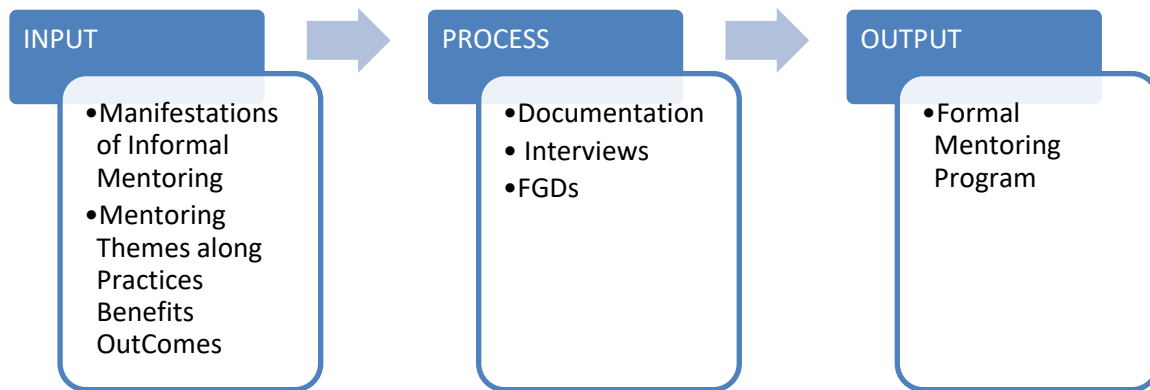 INPUT
•Manifestations
of Informal
Mentoring
•Mentoring
Themes along
Practices
Benefits
OutComes
PROCESS
•Documentation
• Interviews
•FGDs
OUTPUT
•Formal
Mentoring
Program